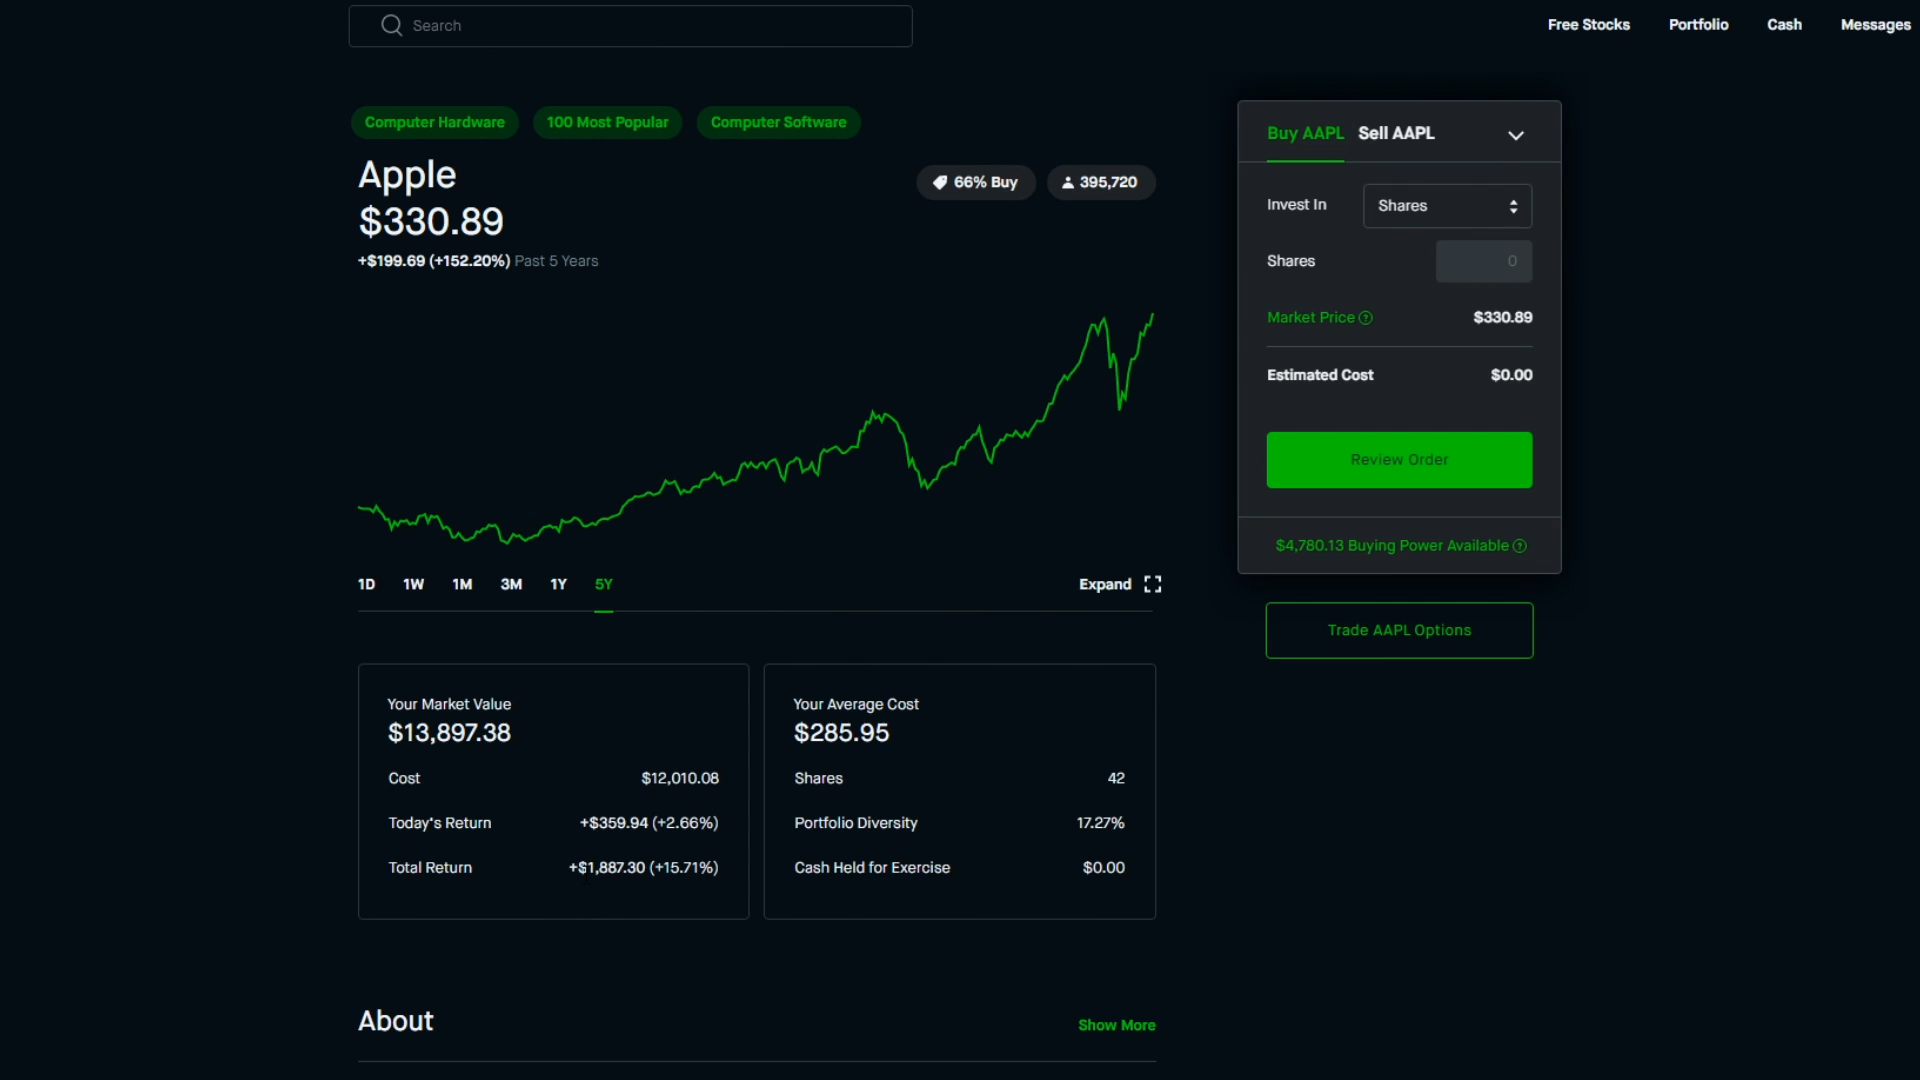 Search
Free Stocks Portfolio Cash Messages
Computer Hardware 100 Most Popular Computer Software
Apple
$330.89
+$199.69 (+152.20%) Past 5 Years
66% Buy 395,720
1D 1W 1M 3M 1Y 5Y
Expand
Your Market Value
$13,897.38
Cost $12,010.08
Today's Return +$359.94 (+2.66%)
Total Return +$1,887.30 (+15.71%)
Your Average Cost
$285.95
Shares 42
Portfolio Diversity 17.27%
Cash Held for Exercise $0.00
About
Show More
Buy AAPL Sell AAPL
Invest In Shares
Shares 0
Market Price ? $330.89
Estimated Cost $0.00
Review Order
$4,780.13 Buying Power Available ?
Trade AAPL Options